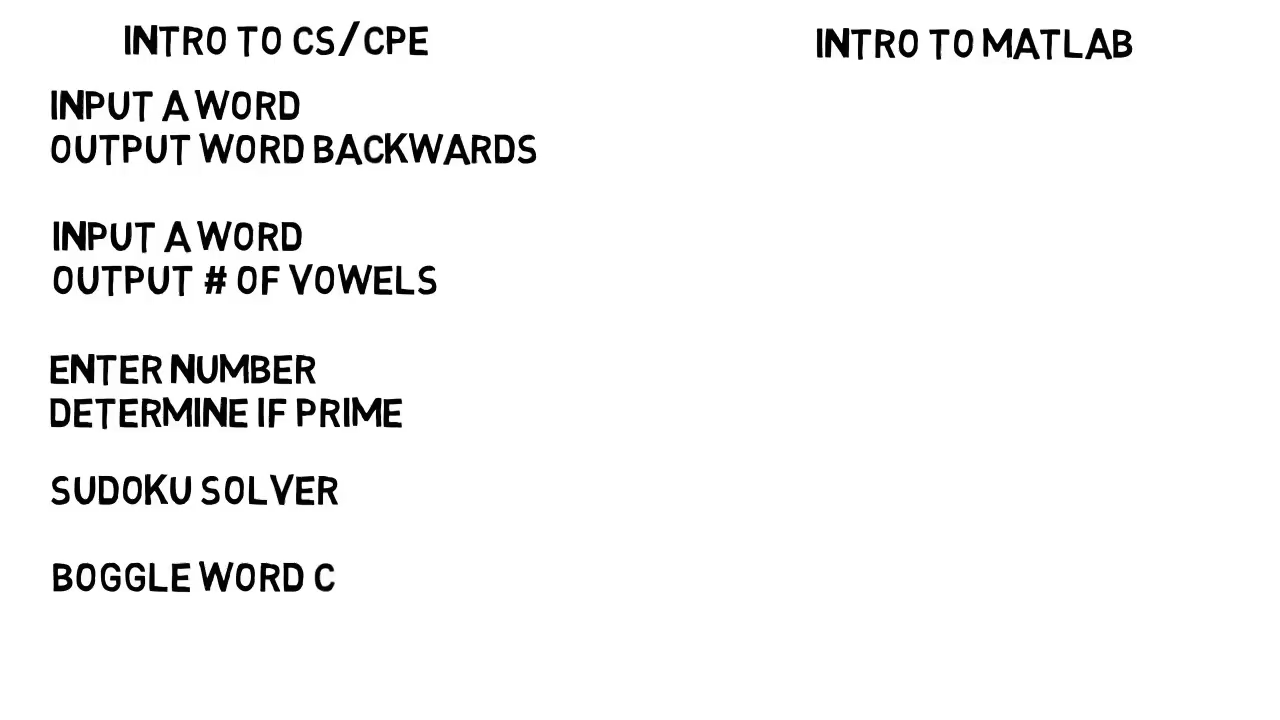 INTRO TO CS/CPE
INTRO TO MATLAB
INPUT A WORD
OUTPUT WORD BACKWARDS
INPUT A WORD
OUTPUT # OF VOWELS
ENTER NUMBER
DETERMINE IF PRIME
SUDOKU SOLVER
BOGGLE WORD C